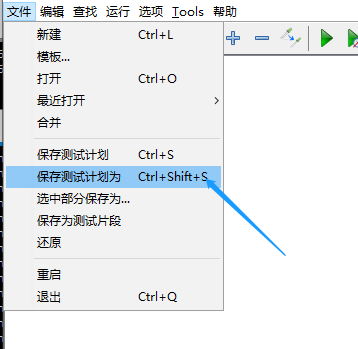 文件 编辑 查找 运行 选项 Tools 帮助
新建 Ctrl+L
模板...
打开 Ctrl+O
最近打开
合并
保存测试计划 Ctrl+S
保存测试计划为 Ctrl+Shift+S
选中部分保存为...
保存为测试片段
还原
重启
退出 Ctrl+Q